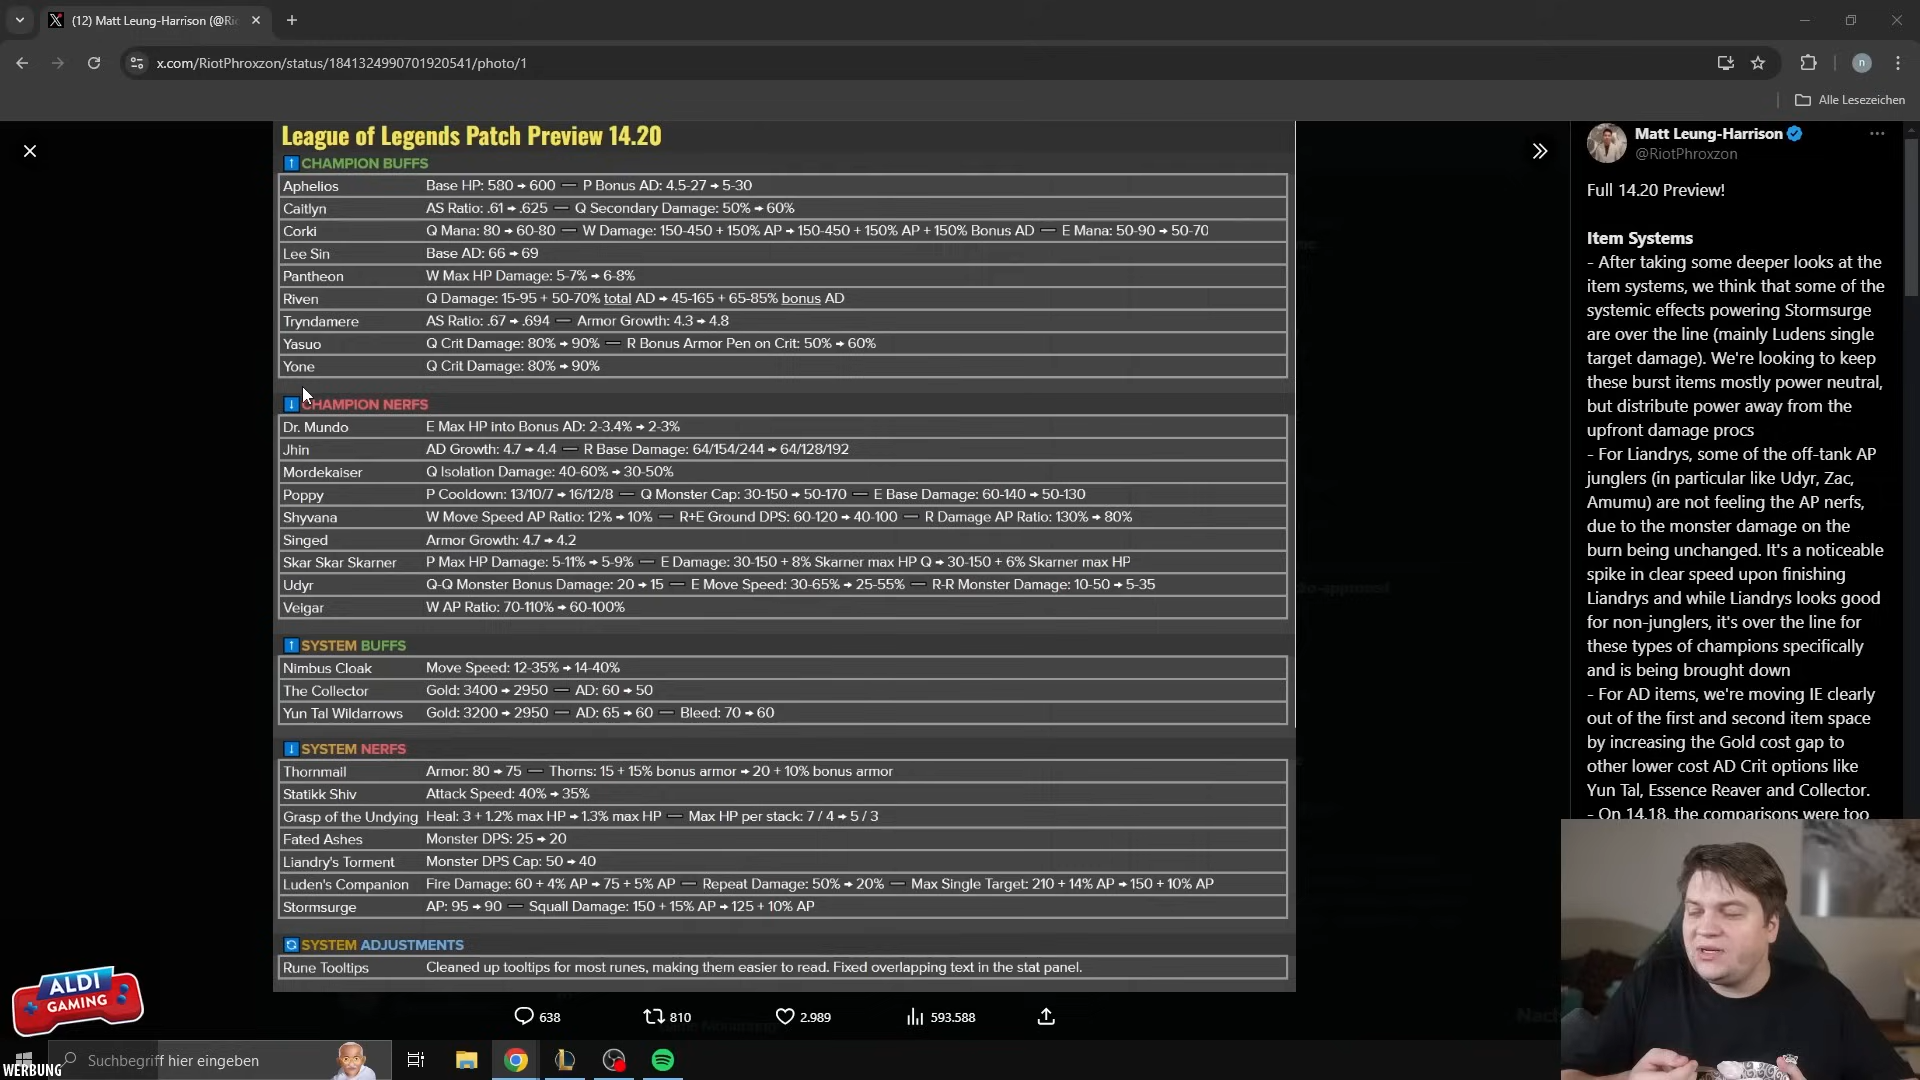 (12) Matt Leung-Harrison (@Ri
x.com/RiotPhroxzon/status/1841324990701920541/photo/1
n
Alle Lesezeichen
League of Legends Patch Preview 14.20
CHAMPION BUFFS
Aphelios Base HP: 580 → 600 — P Bonus AD: 4.5-27 → 5-30
Caitlyn AS Ratio: .61 → .625 — Q Secondary Damage: 50% → 60%
Corki Q Mana: 80 → 60-80 — W Damage: 150-450 + 150% AP → 150-450 + 150% AP + 150% Bonus AD — E Mana: 50-90 → 50-70
Lee Sin Base AD: 66 → 69
Pantheon W Max HP Damage: 5-7% → 6-8%
Riven Q Damage: 15-95 + 50-70% total AD → 45-165 + 65-85% bonus AD
Tryndamere AS Ratio: .67 → .694 — Armor Growth: 4.3 → 4.8
Yasuo Q Crit Damage: 80% → 90% — R Bonus Armor Pen on Crit: 50% → 60%
Yone Q Crit Damage: 80% → 90%
CHAMPION NERFS
Dr. Mundo E Max HP into Bonus AD: 2-3.4% → 2-3%
Jhin AD Growth: 4.7 → 4.4 — R Base Damage: 64/154/244 → 64/128/192
Mordekaiser Q Isolation Damage: 40-60% → 30-50%
Poppy P Cooldown: 13/10/7 → 16/12/8 — Q Monster Cap: 30-150 → 50-170 — E Base Damage: 60-140 → 50-130
Shyvana W Move Speed AP Ratio: 12% → 10% — R+E Ground DPS: 60-120 → 40-100 — R Damage AP Ratio: 130% → 80%
Singed Armor Growth: 4.7 → 4.2
Skar Skar Skarner P Max HP Damage: 5-11% → 5-9% — E Damage: 30-150 + 8% Skarner max HP Q → 30-150 + 6% Skarner max HP
Udyr Q-Q Monster Bonus Damage: 20 → 15 — E Move Speed: 30-65% → 25-55% — R-R Monster Damage: 10-50 → 5-35
Veigar W AP Ratio: 70-110% → 60-100%
SYSTEM BUFFS
Nimbus Cloak Move Speed: 12-35% → 14-40%
The Collector Gold: 3400 → 2950 — AD: 60 → 50
Yun Tal Wildarrows Gold: 3200 → 2950 — AD: 65 → 60 — Bleed: 70 → 60
SYSTEM NERFS
Thornmail Armor: 80 → 75 — Thorns: 15 + 15% bonus armor → 20 + 10% bonus armor
Statikk Shiv Attack Speed: 40% → 35%
Grasp of the Undying Heal: 3 + 1.2% max HP → 1.3% max HP — Max HP per stack: 7 / 4 → 5 / 3
Fated Ashes Monster DPS: 25 → 20
Liandry's Torment Monster DPS Cap: 50 → 40
Luden's Companion Fire Damage: 60 + 4% AP → 75 + 5% AP — Repeat Damage: 50% → 20% — Max Single Target: 210 + 14% AP → 150 + 10% AP
Stormsurge AP: 95 → 90 — Squall Damage: 150 + 15% AP → 125 + 10% AP
SYSTEM ADJUSTMENTS
Rune Tooltips Cleaned up tooltips for most runes, making them easier to read. Fixed overlapping text in the stat panel.
638 810 2.989 593.588
Matt Leung-Harrison
@RiotPhroxzon
Full 14.20 Preview!
Item Systems
- After taking some deeper looks at the
item systems, we think that some of the
systemic effects powering Stormsurge
are over the line (mainly Ludens single
target damage). We're looking to keep
these burst items mostly power neutral,
but distribute power away from the
upfront damage procs
- For Liandrys, some of the off-tank AP
junglers (in particular like Udyr, Zac,
Amumu) are not feeling the AP nerfs,
due to the monster damage on the
burn being unchanged. It's a noticeable
spike in clear speed upon finishing
Liandrys and while Liandrys looks good
for non-junglers, it's over the line for
these types of champions specifically
and is being brought down
- For AD items, we're moving IE clearly
out of the first and second item space
by increasing the Gold cost gap to
other lower cost AD Crit options like
Yun Tal, Essence Reaver and Collector.
- On 14.18, the comparisons were too
ALDI
GAMING
Suchbegriff hier eingeben
WERBUNG